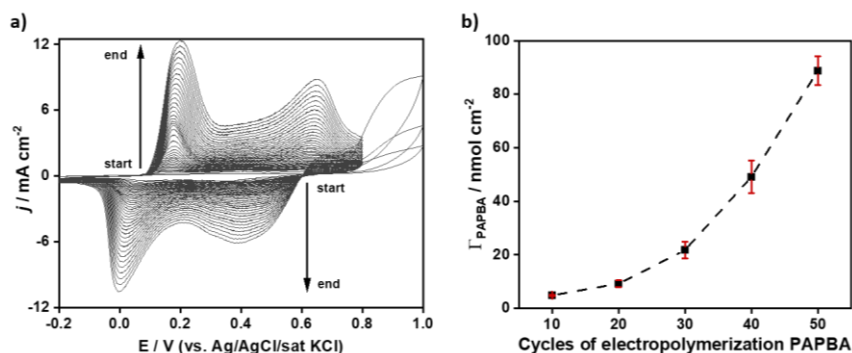 a)
j / mA cm-2
12
6
0
-6
-12
end
start
start
end
-0.2 0.0 0.2 0.4 0.6 0.8 1.0
E / V (vs. Ag/AgCl/sat KCl)
b)
ΓPAPBA / nmol cm-2
100
80
60
40
20
0
10 20 30 40 50
Cycles of electropolymerization PAPBA